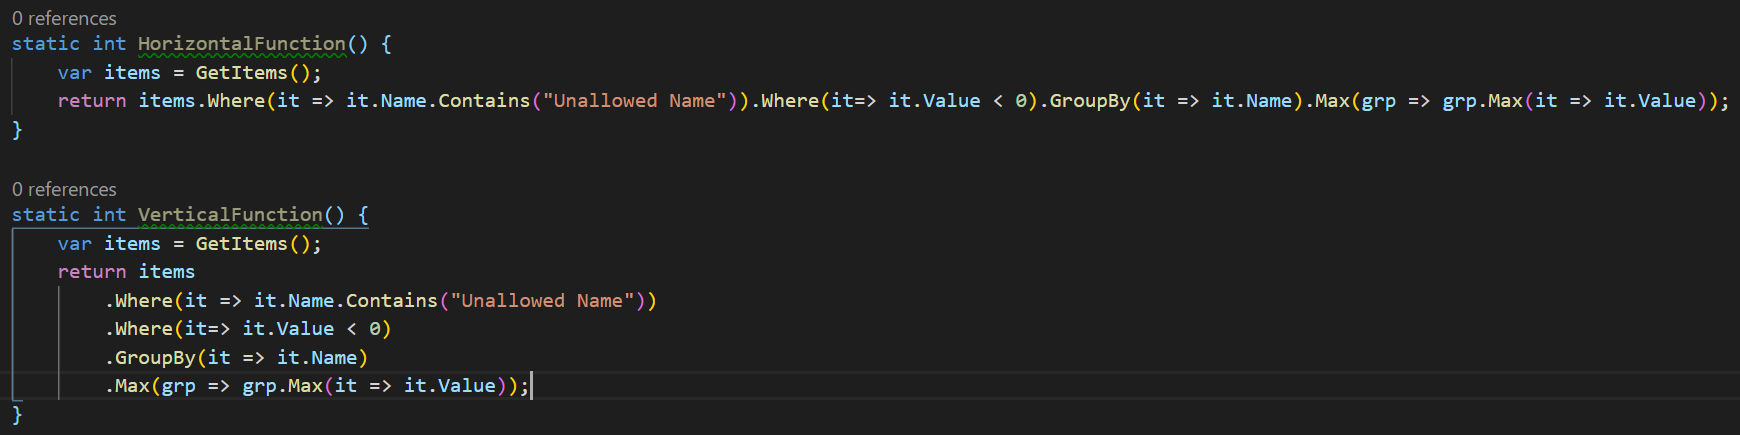 0 references
static int HorizontalFunction() {
    var items = GetItems();
    return items.Where(it => it.Name.Contains("Unallowed Name")).Where(it=> it.Value < 0).GroupBy(it => it.Name).Max(grp => grp.Max(it => it.Value));
}
0 references
static int VerticalFunction() {
    var items = GetItems();
    return items
        .Where(it => it.Name.Contains("Unallowed Name"))
        .Where(it=> it.Value < 0)
        .GroupBy(it => it.Name)
        .Max(grp => grp.Max(it => it.Value));
}